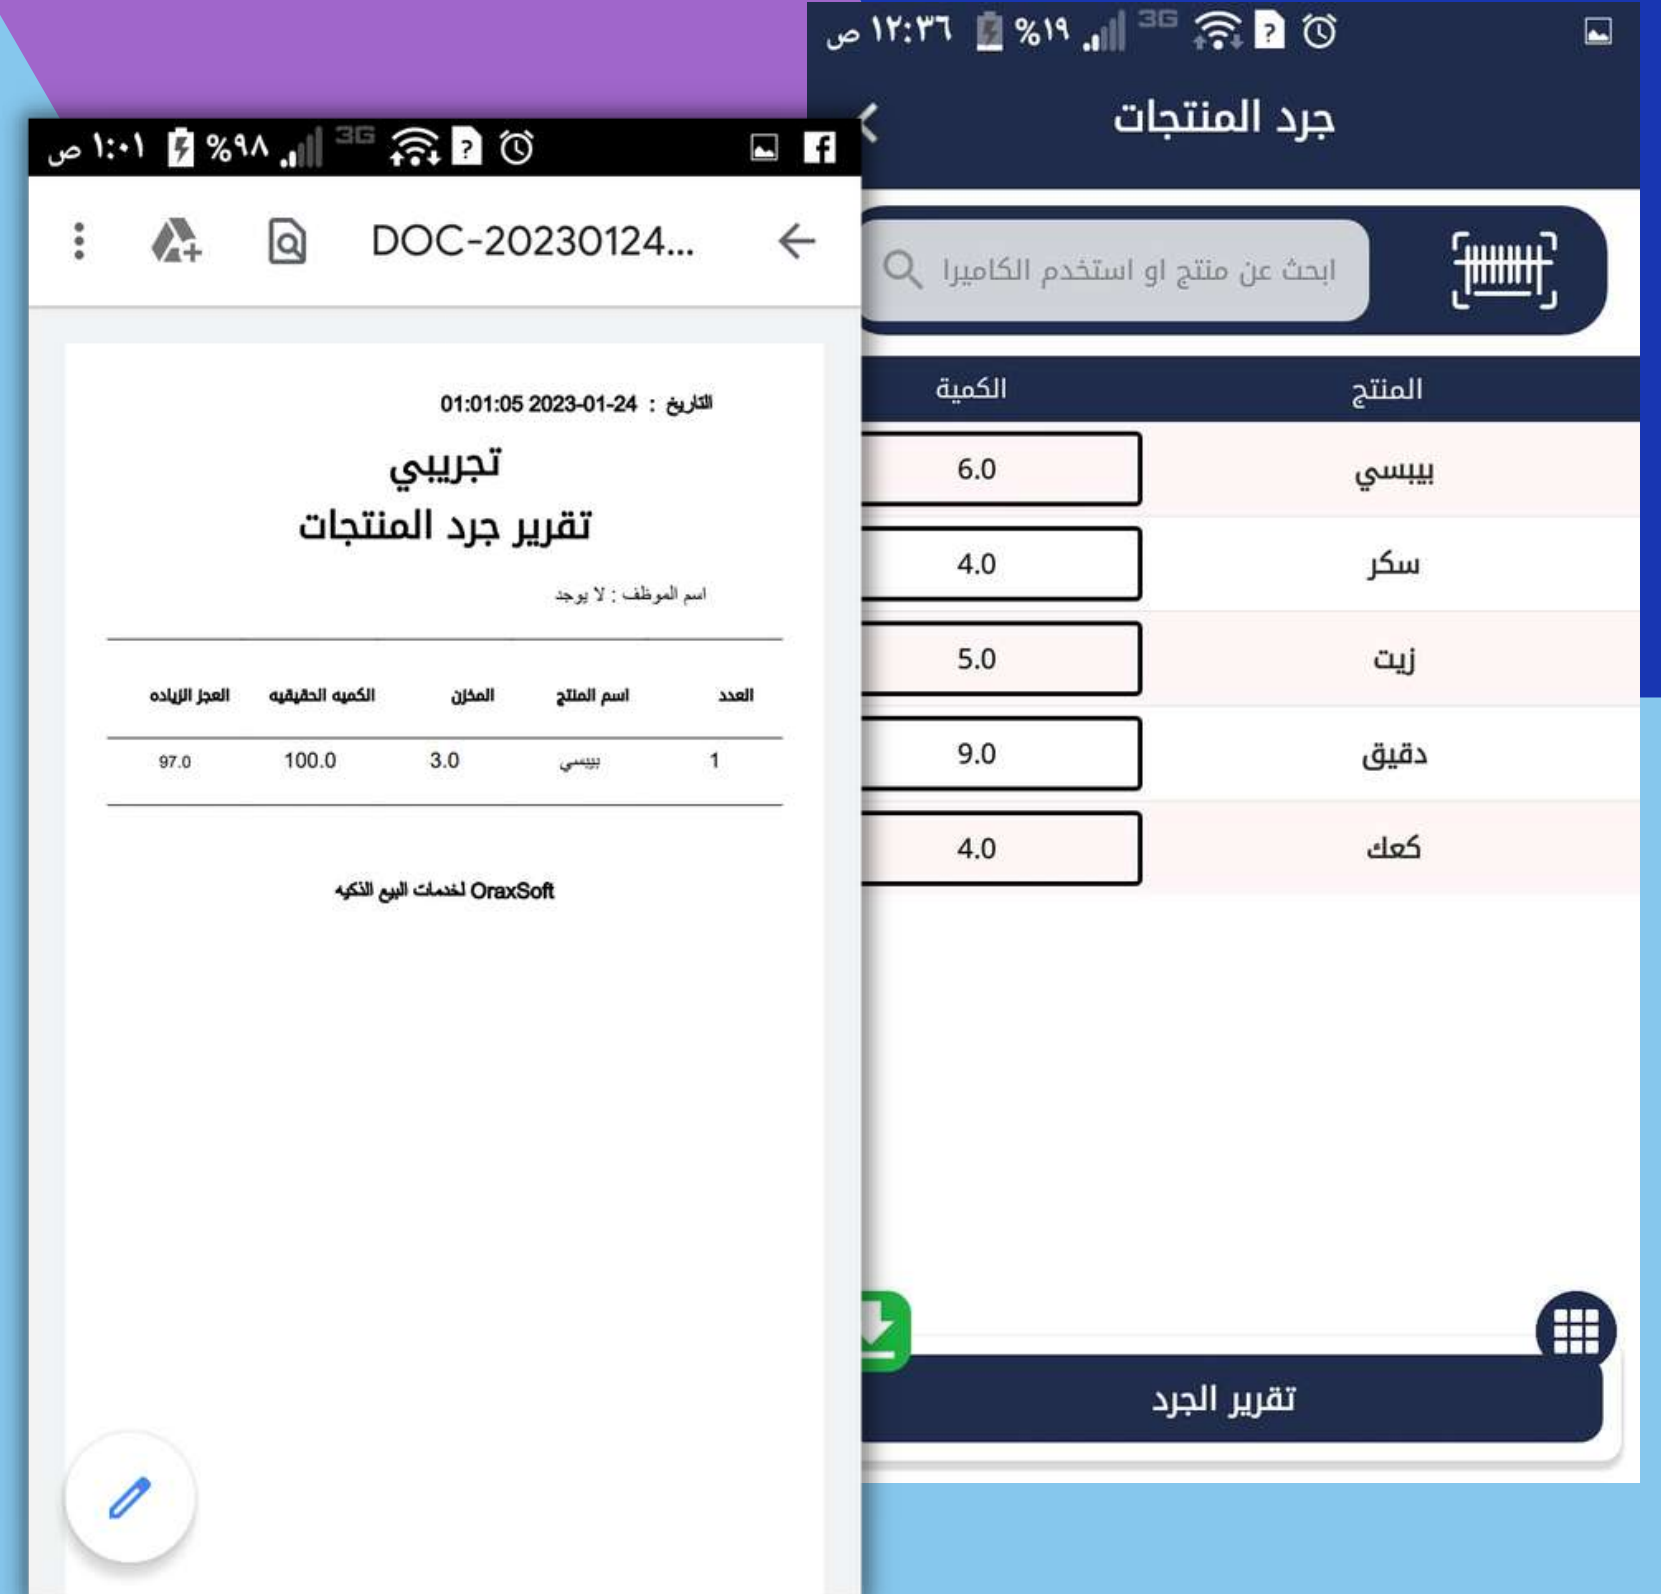 ١٢:٣٦ ص %١٩ 3G
جرد المنتجات
ابحث عن منتج او استخدم الكاميرا
المنتج الكمية
بيبسي 6.0
سكر 4.0
زيت 5.0
دقيق 9.0
كعك 4.0
تقرير الجرد
١:٠١ ص %٩٨ 3G
DOC-20230124...
التاريخ : 24-01-2023 01:01:05
تجريبي
تقرير جرد المنتجات
اسم الموظف : لا يوجد
العدد اسم المنتج المخزن الكميه الحقيقيه العجز الزياده
1 بيبسي 3.0 100.0 97.0
OraxSoft لخدمات البيع الذكيه